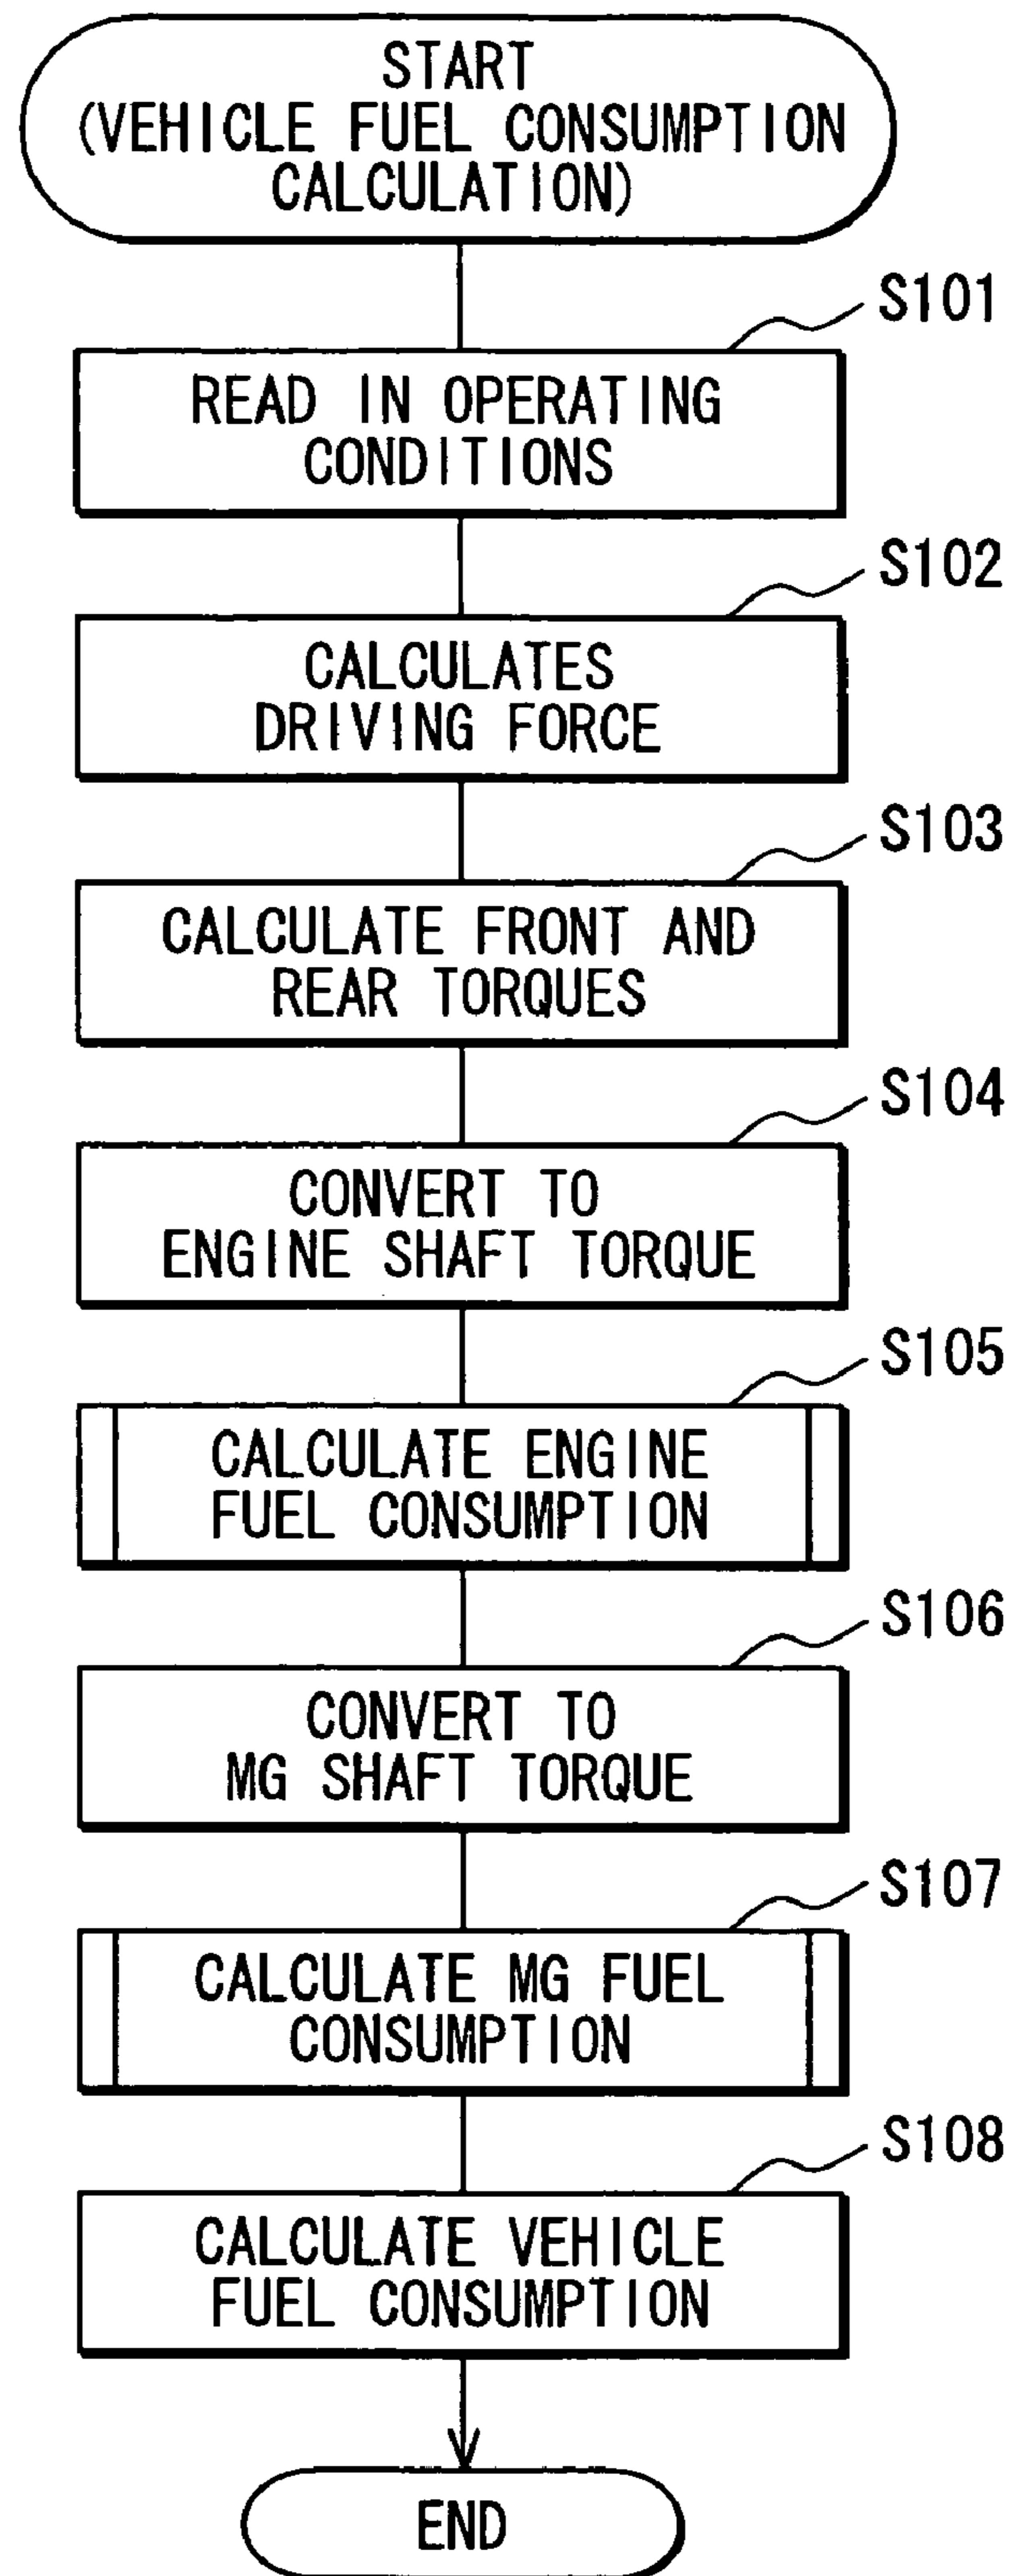 START
(VEHICLE FUEL CONSUMPTION
CALCULATION)
S101
READ IN OPERATING
CONDITIONS
S102
CALCULATES
DRIVING FORCE
S103
CALCULATE FRONT AND
REAR TORQUES
S104
CONVERT TO
ENGINE SHAFT TORQUE
S105
CALCULATE ENGINE
FUEL CONSUMPTION
S106
CONVERT TO
MG SHAFT TORQUE
S107
CALCULATE MG FUEL
CONSUMPTION
S108
CALCULATE VEHICLE
FUEL CONSUMPTION
END